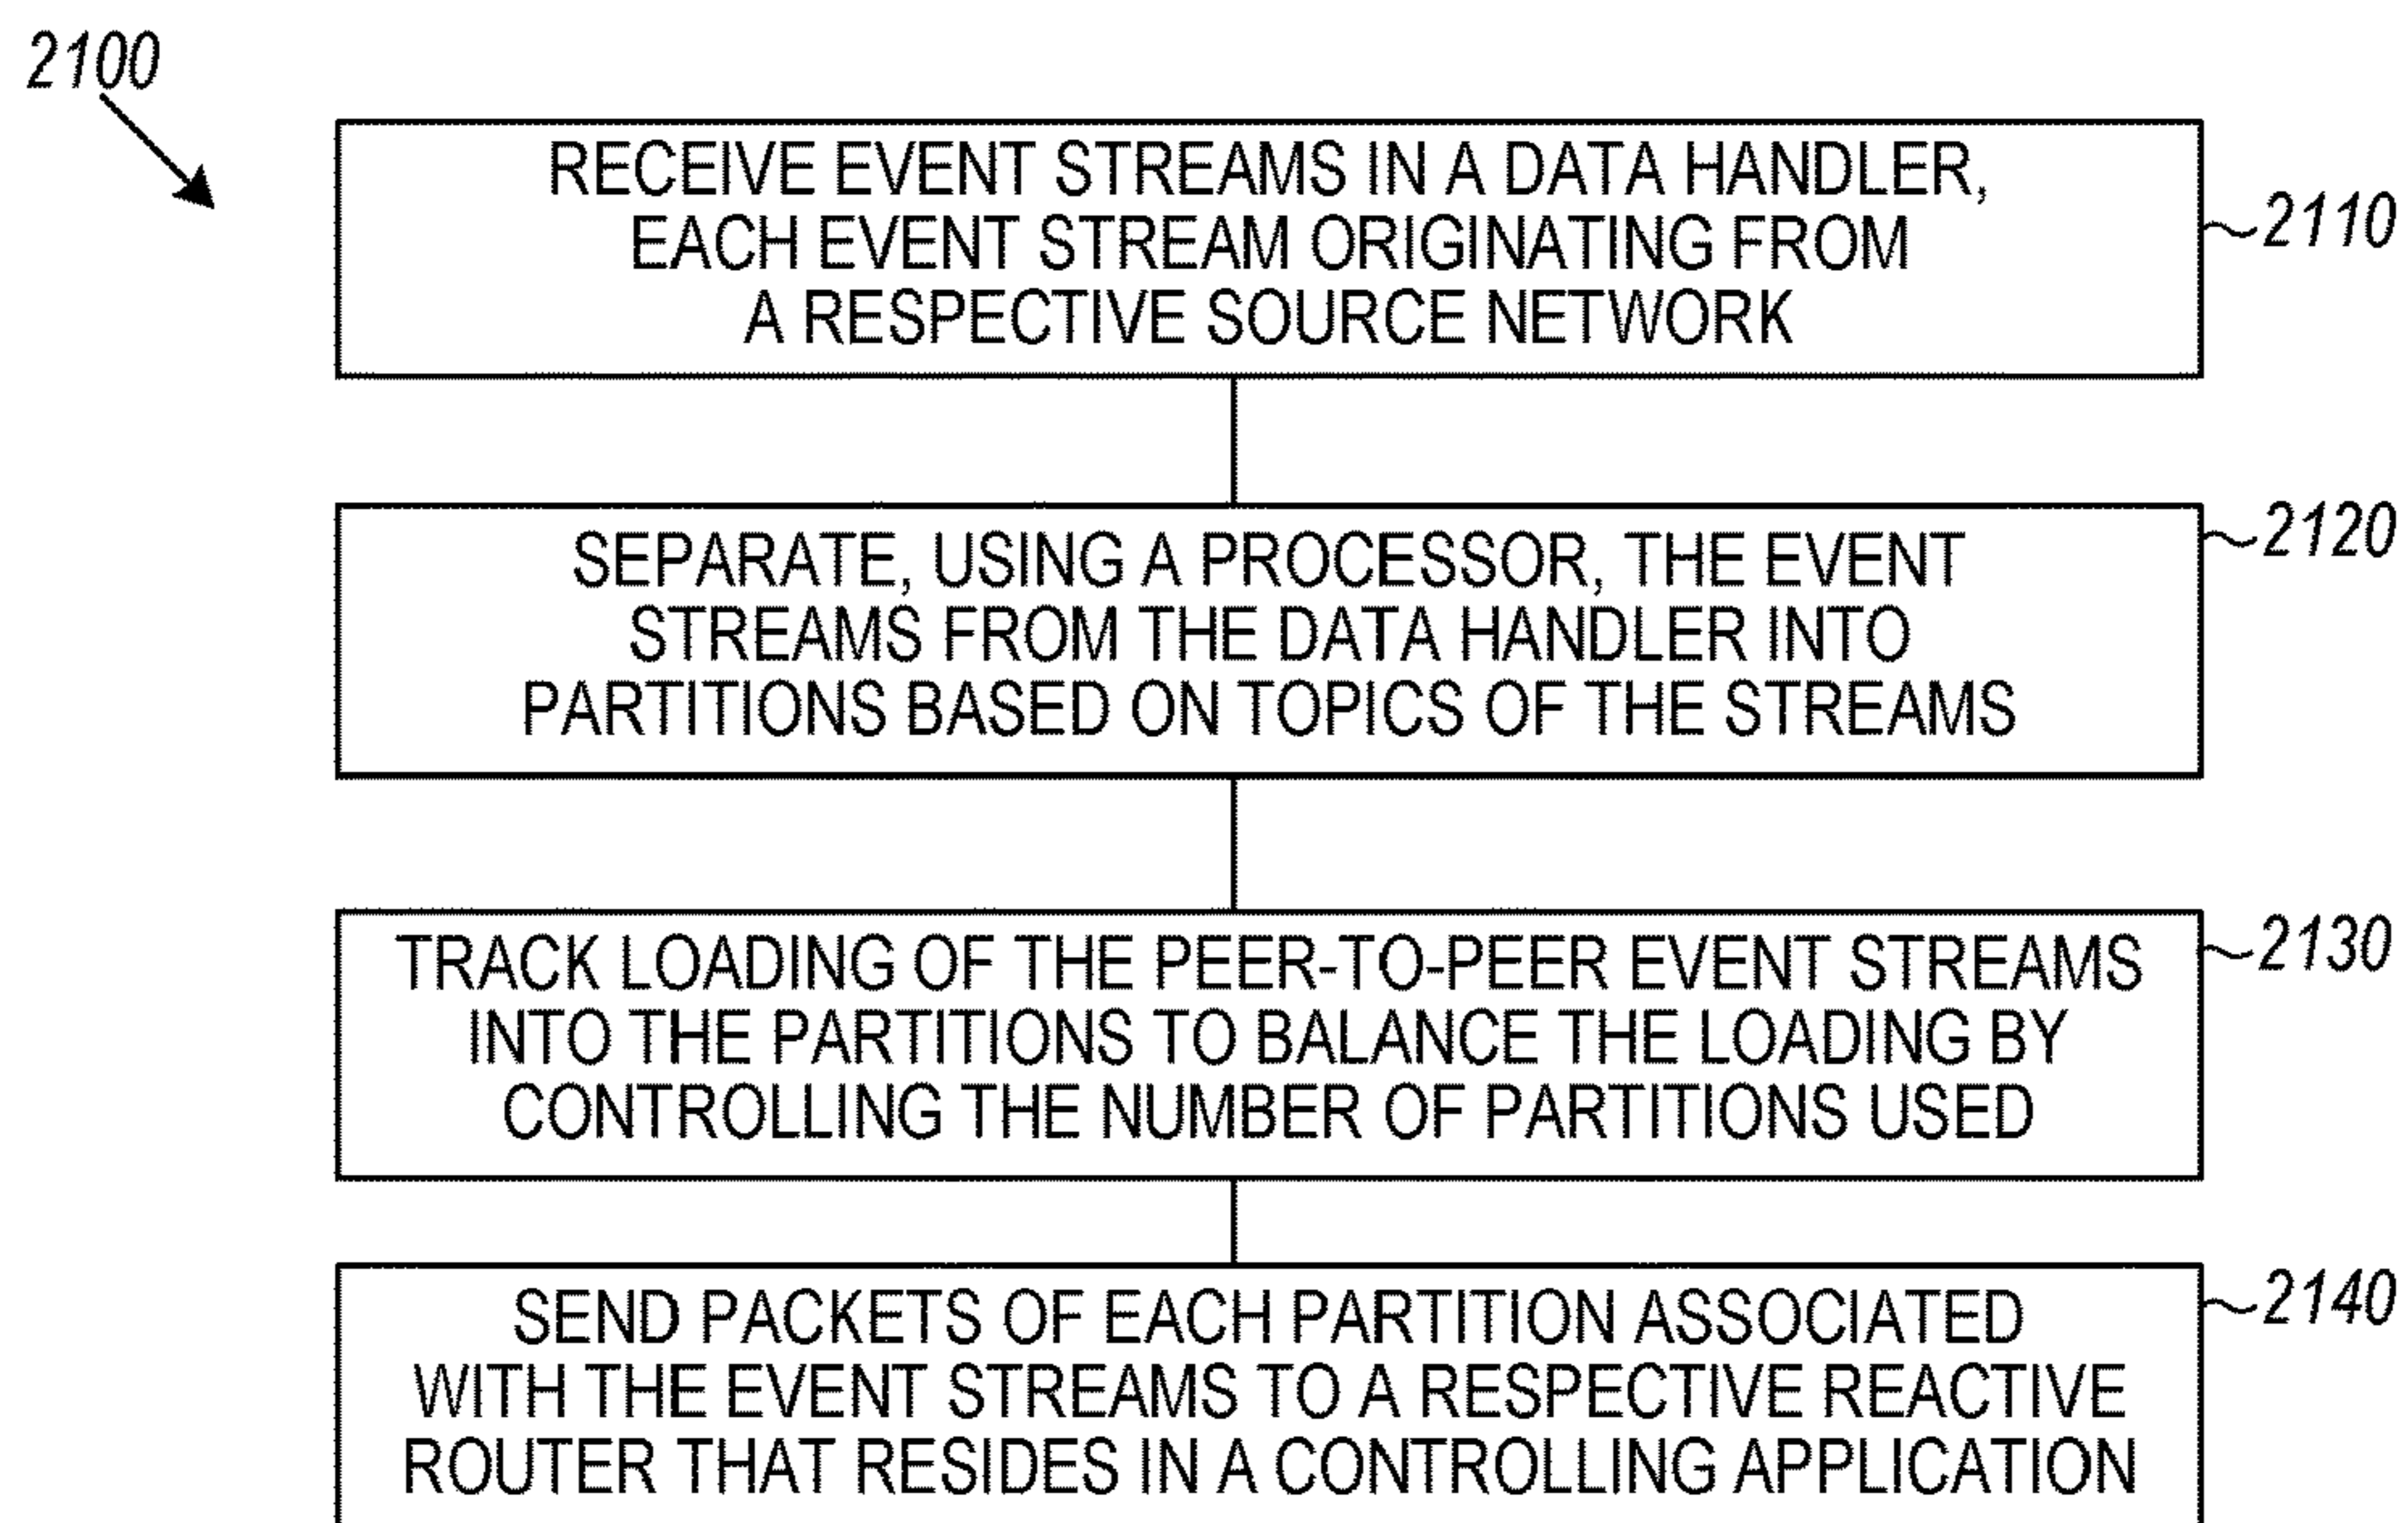 2100
RECEIVE EVENT STREAMS IN A DATA HANDLER,
EACH EVENT STREAM ORIGINATING FROM
A RESPECTIVE SOURCE NETWORK
2110
SEPARATE, USING A PROCESSOR, THE EVENT
STREAMS FROM THE DATA HANDLER INTO
PARTITIONS BASED ON TOPICS OF THE STREAMS
2120
TRACK LOADING OF THE PEER-TO-PEER EVENT STREAMS
INTO THE PARTITIONS TO BALANCE THE LOADING BY
CONTROLLING THE NUMBER OF PARTITIONS USED
2130
SEND PACKETS OF EACH PARTITION ASSOCIATED
WITH THE EVENT STREAMS TO A RESPECTIVE REACTIVE
ROUTER THAT RESIDES IN A CONTROLLING APPLICATION
2140